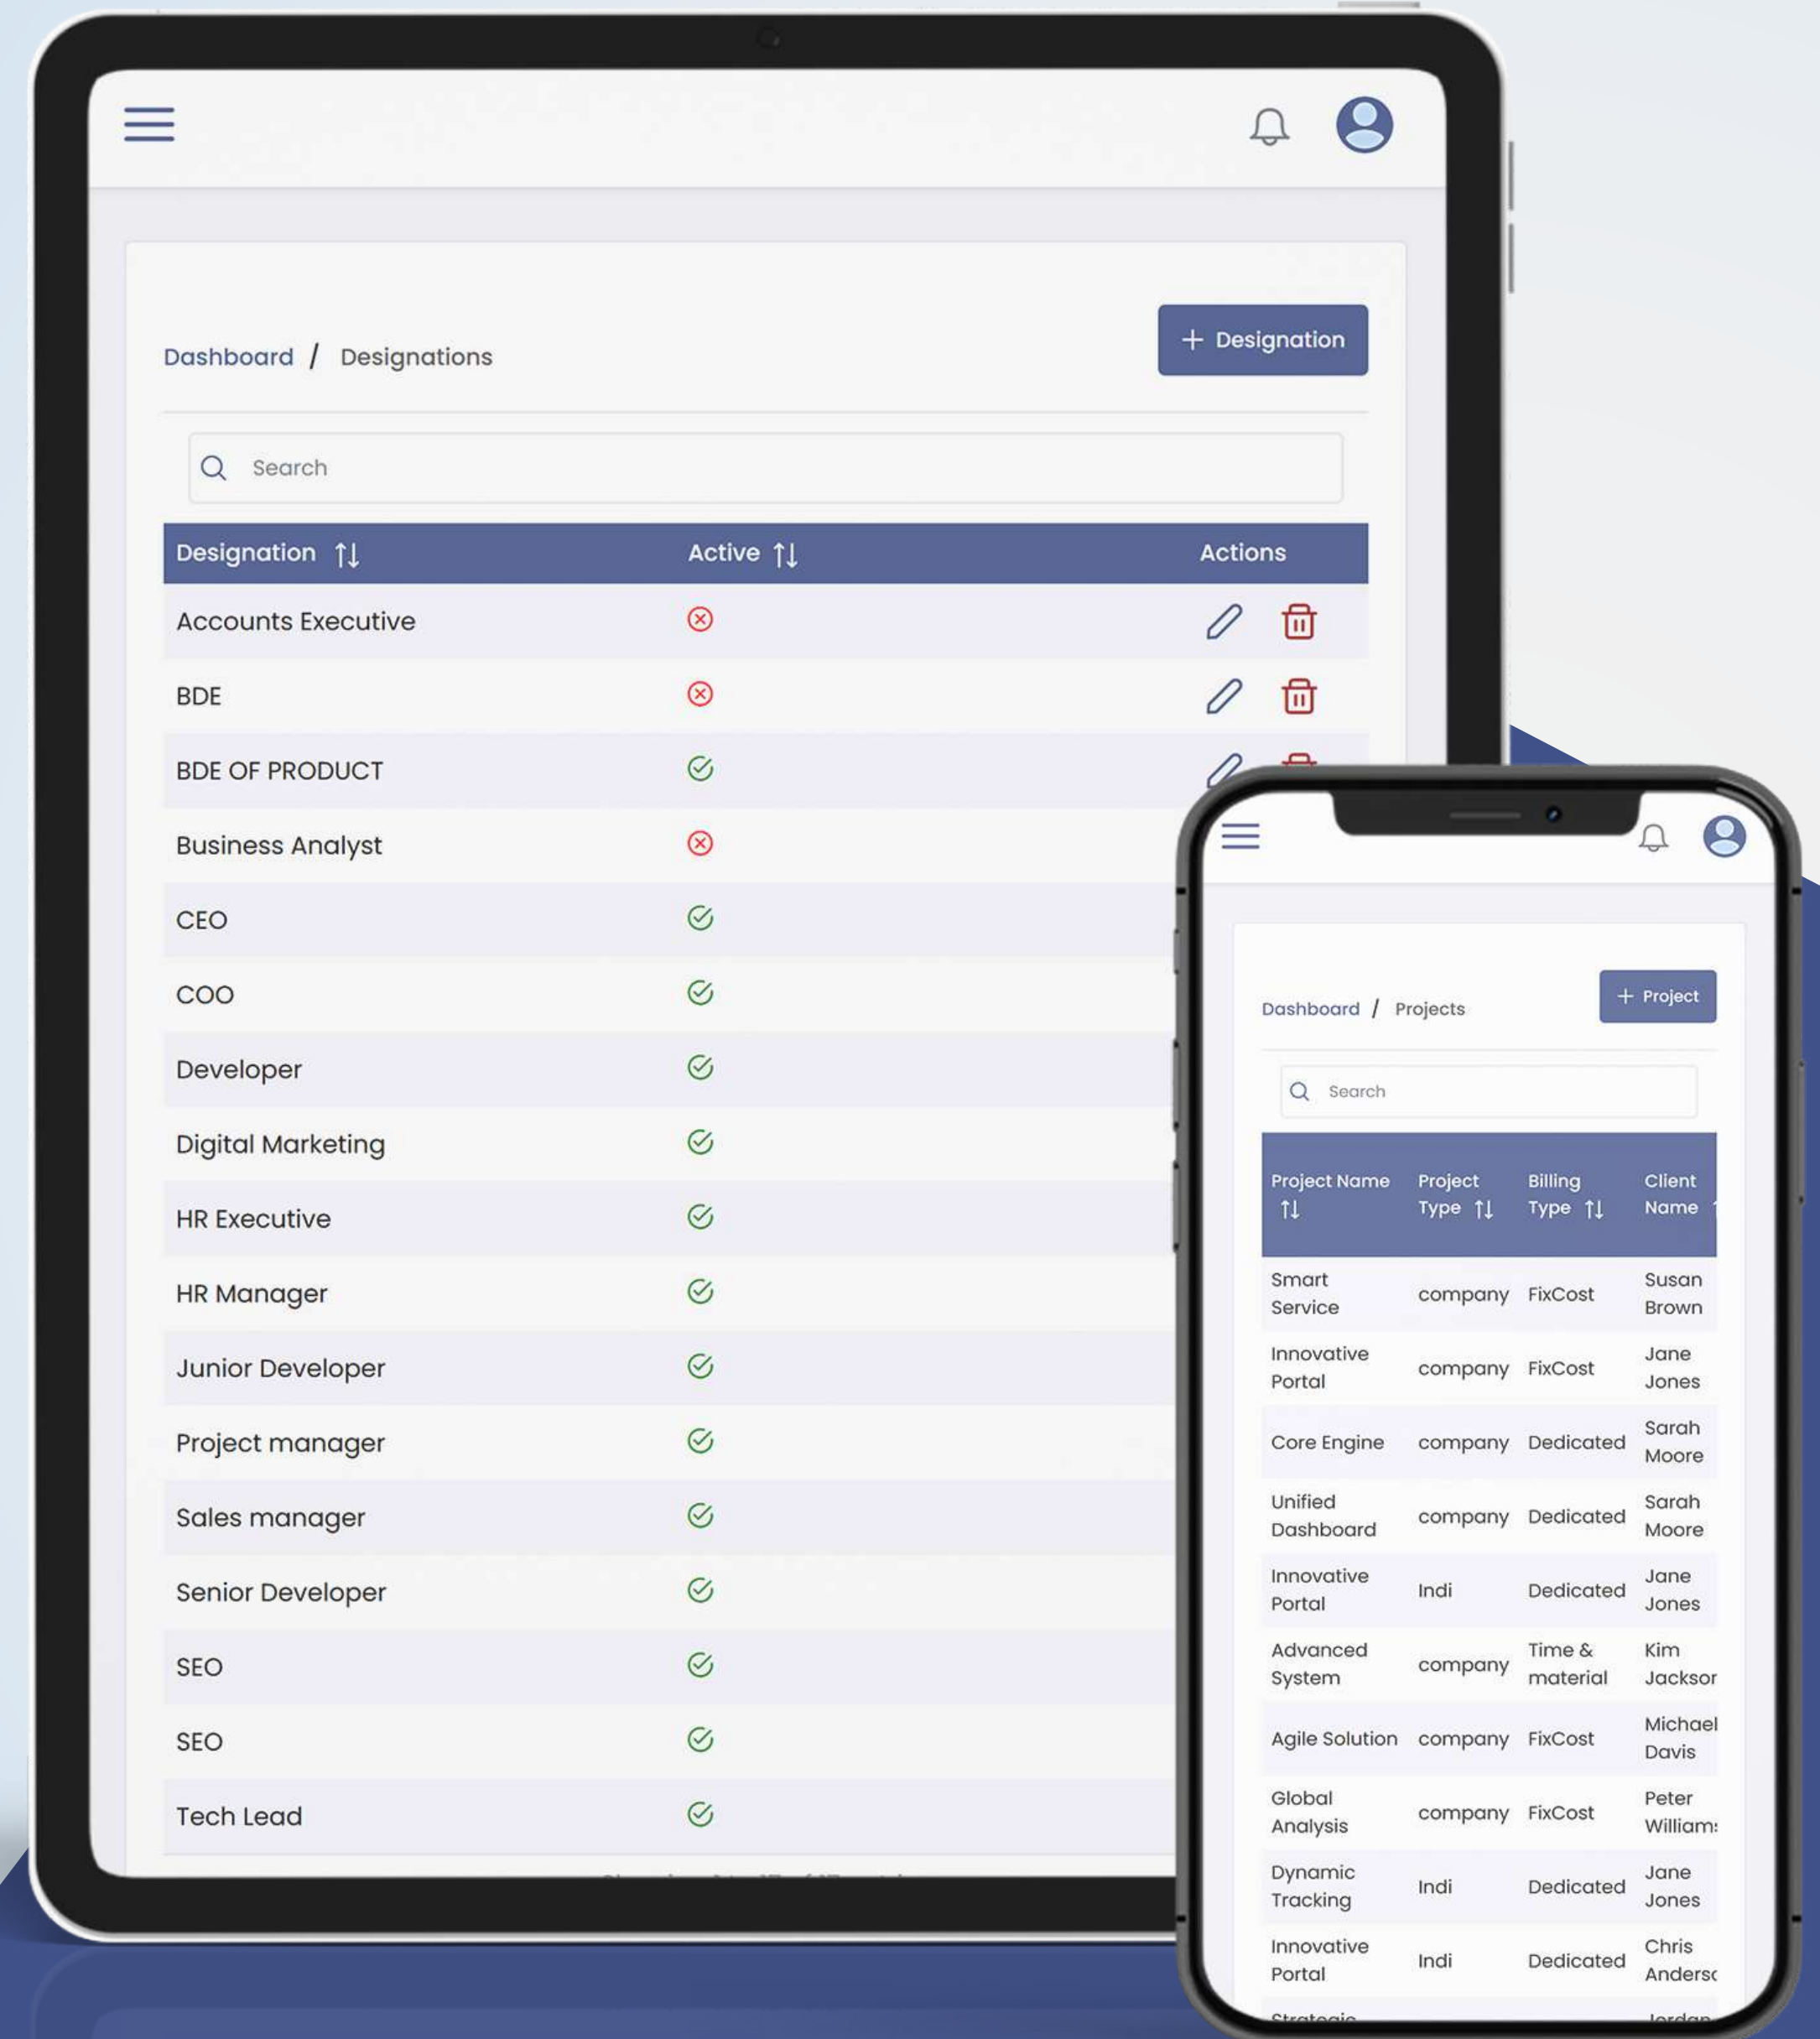 Dashboard / Designations
+ Designation
Search
Designation Active Actions
Accounts Executive
BDE
BDE OF PRODUCT
Business Analyst
CEO
COO
Developer
Digital Marketing
HR Executive
HR Manager
Junior Developer
Project manager
Sales manager
Senior Developer
SEO
SEO
Tech Lead
Dashboard / Projects
+ Project
Search
Project Name Project Type Billing Type Client Name
Smart Service company FixCost Susan Brown
Innovative Portal company FixCost Jane Jones
Core Engine company Dedicated Sarah Moore
Unified Dashboard company Dedicated Sarah Moore
Innovative Portal Indi Dedicated Jane Jones
Advanced System company Time & material Kim Jackson
Agile Solution company FixCost Michael Davis
Global Analysis company FixCost Peter
Dynamic Tracking Indi Dedicated Jane Jones
Innovative Portal Indi Dedicated Chris